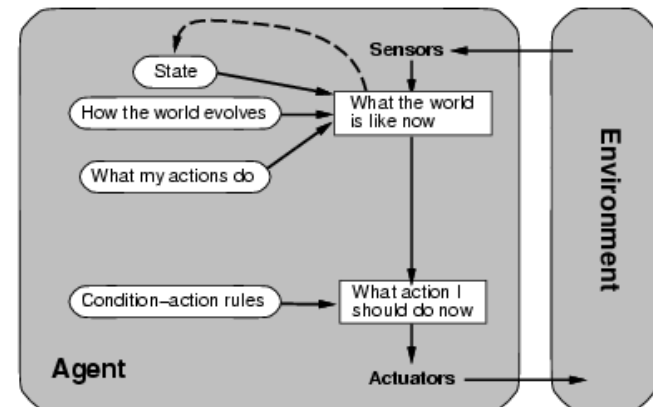 Sensors
State
How the world evolves
What the world
is like now
What my actions do
Environment
Condition–action rules
What action I
should do now
Agent
Actuators